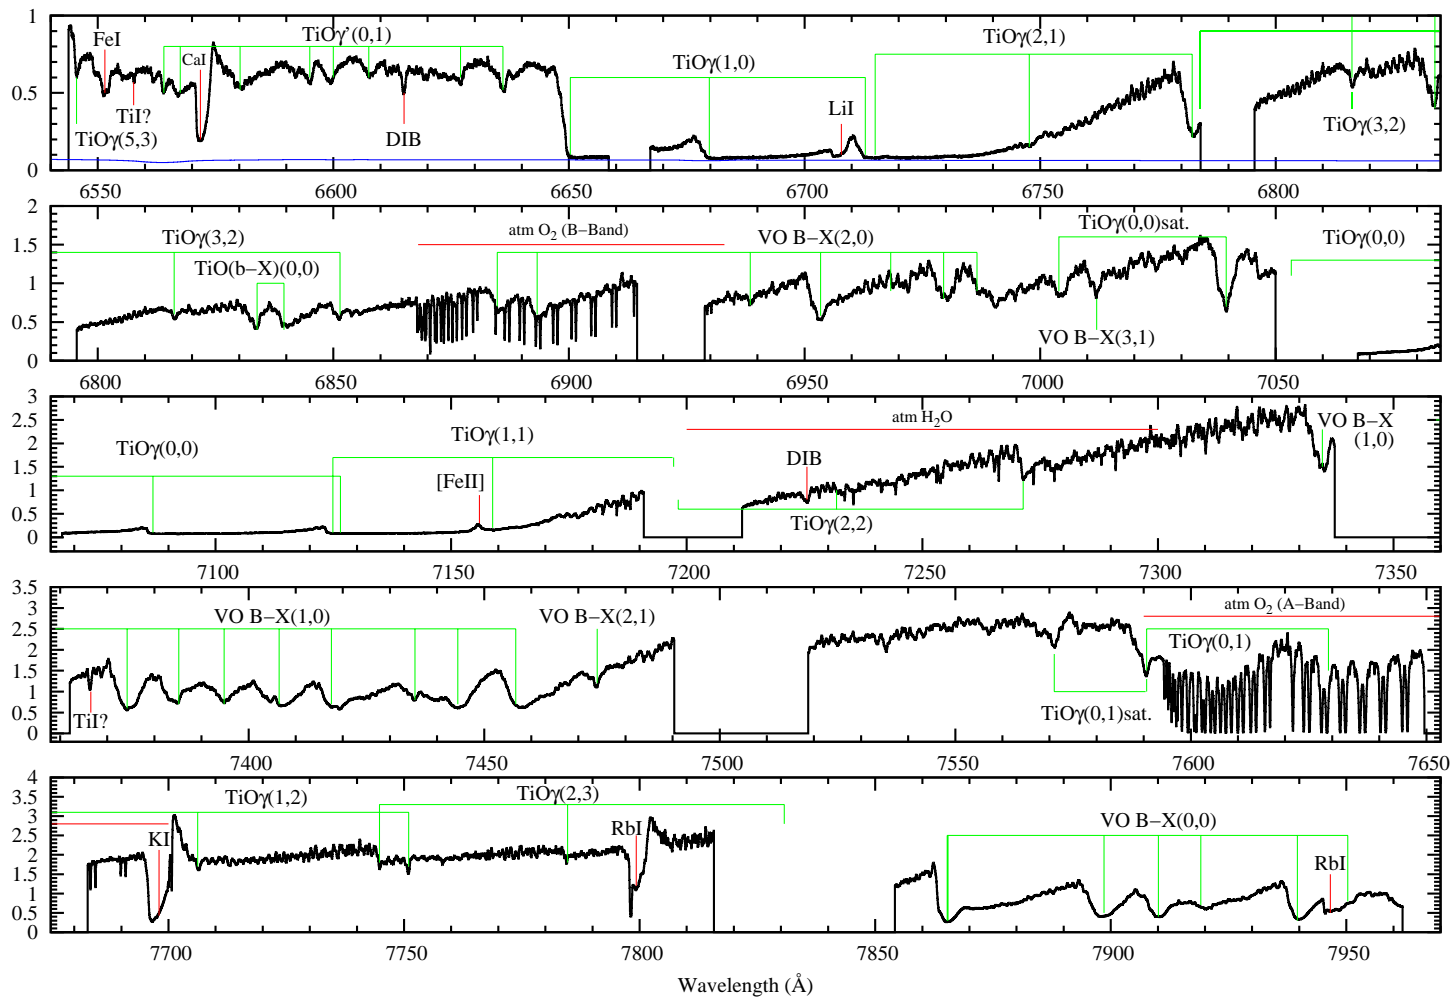 1
0.5
0
FeI
CaI
TiOγ'(0,1)
TiI?
TiOγ(5,3)
DIB
TiOγ(1,0)
LiI
TiOγ(2,1)
TiOγ(3,2)
6550 6600 6650 6700 6750 6800
2
1.5
1
0.5
0
TiOγ(3,2)
TiO(b−X)(0,0)
atm O2 (B−Band)
VO B−X(2,0)
TiOγ(0,0)sat.
VO B−X(3,1)
TiOγ(0,0)
6800 6850 6900 6950 7000 7050
3
2.5
2
1.5
1
0.5
0
TiOγ(0,0)
TiOγ(1,1)
[FeII]
atm H2O
DIB
TiOγ(2,2)
VO B−X
(1,0)
7100 7150 7200 7250 7300 7350
3.5
3
2.5
2
1.5
1
0.5
0
TiI?
VO B−X(1,0)
VO B−X(2,1)
atm O2 (A−Band)
TiOγ(0,1)
TiOγ(0,1)sat.
7400 7450 7500 7550 7600 7650
4
3.5
3
2.5
2
1.5
1
0.5
0
KI
TiOγ(1,2)
TiOγ(2,3)
RbI
VO B−X(0,0)
RbI
7700 7750 7800 7850 7900 7950
Wavelength (Å)